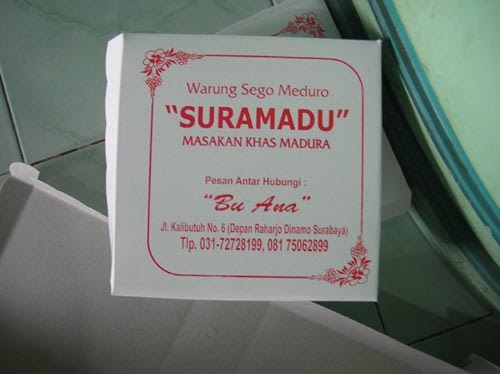 Warung Sego Meduro
"SURAMADU"
MASAKAN KHAS MADURA
Pesan Antar Hubungi :
"Bu Ana"
Jl. Kalibutuh No. 6 (Depan Raharjo Dinamo Surabaya)
Tlp. 031-72728199, 081 75062899